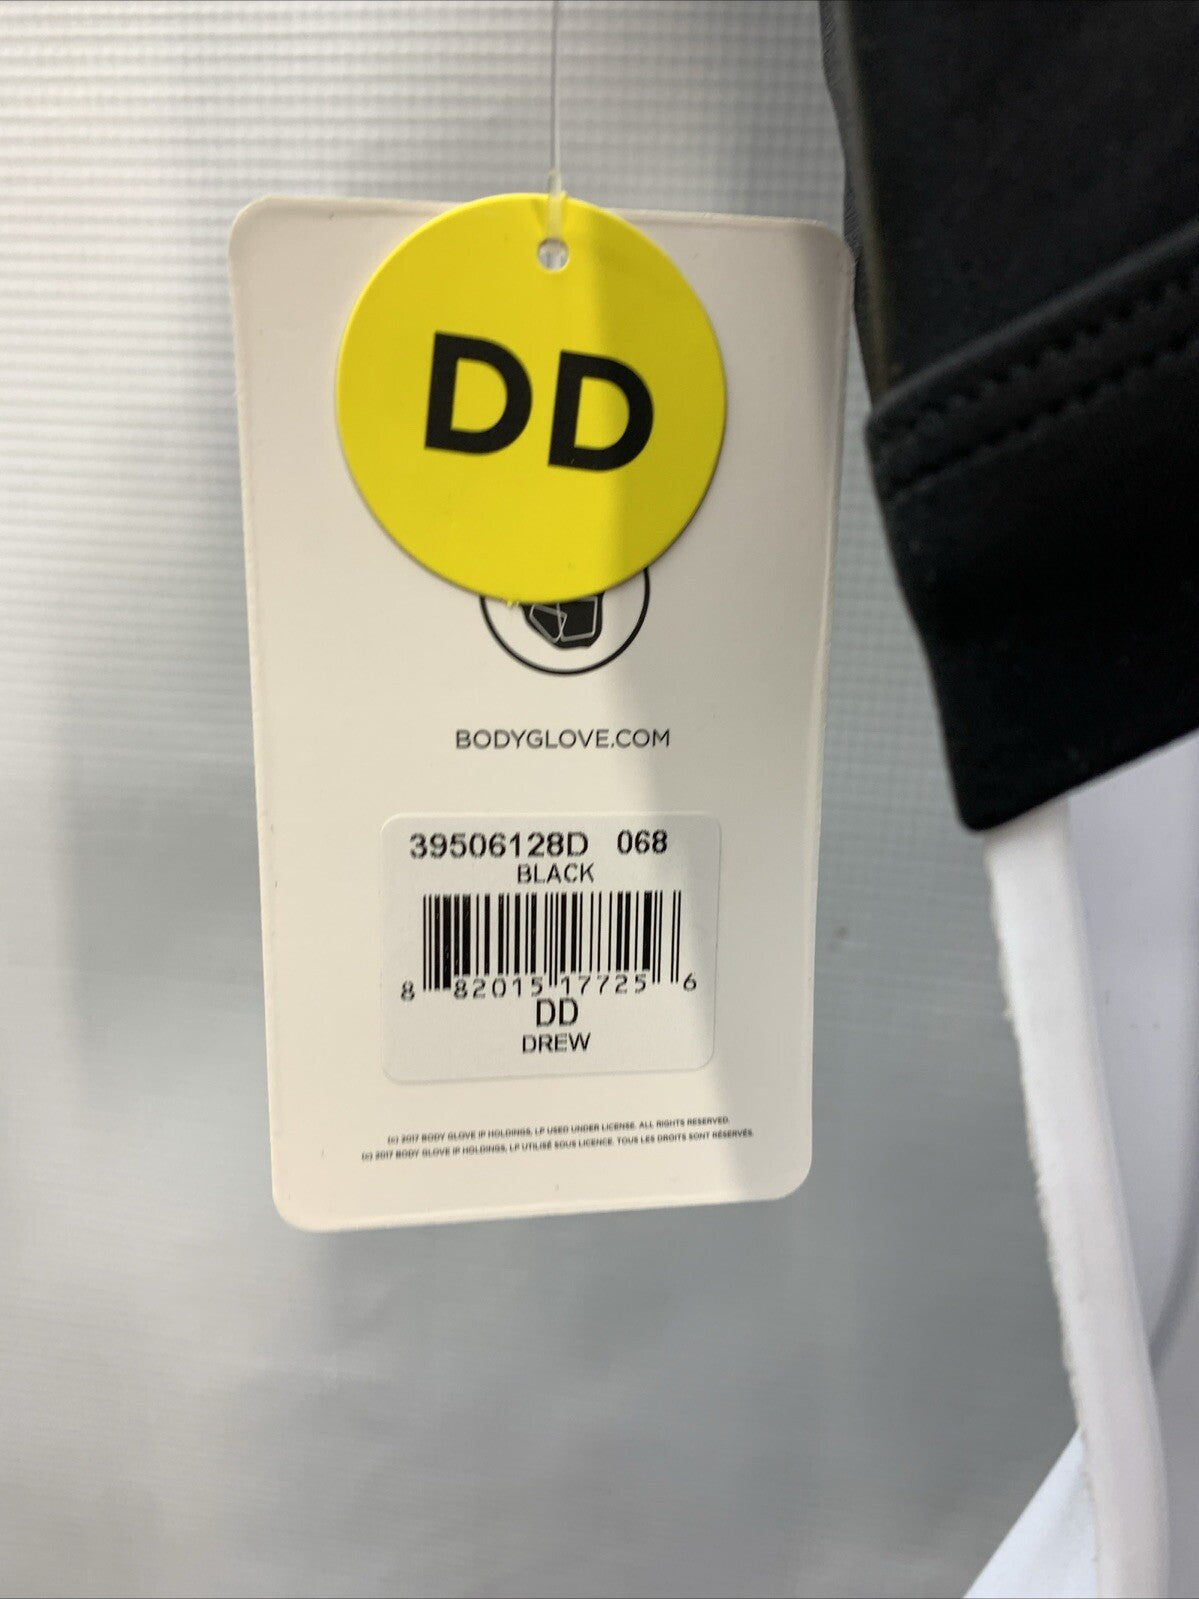 DD
BODYGLOVE.COM
39506128D 068
BLACK
8 82015 17725 6
DD
DREW
(c) 2017 BODY GLOVE IP HOLDINGS, LP USED UNDER LICENSE. ALL RIGHTS RESERVED.
(c) 2017 BODY GLOVE IP HOLDINGS, LP UTILISÉ SOUS LICENCE. TOUS LES DROITS SONT RÉSERVÉS.